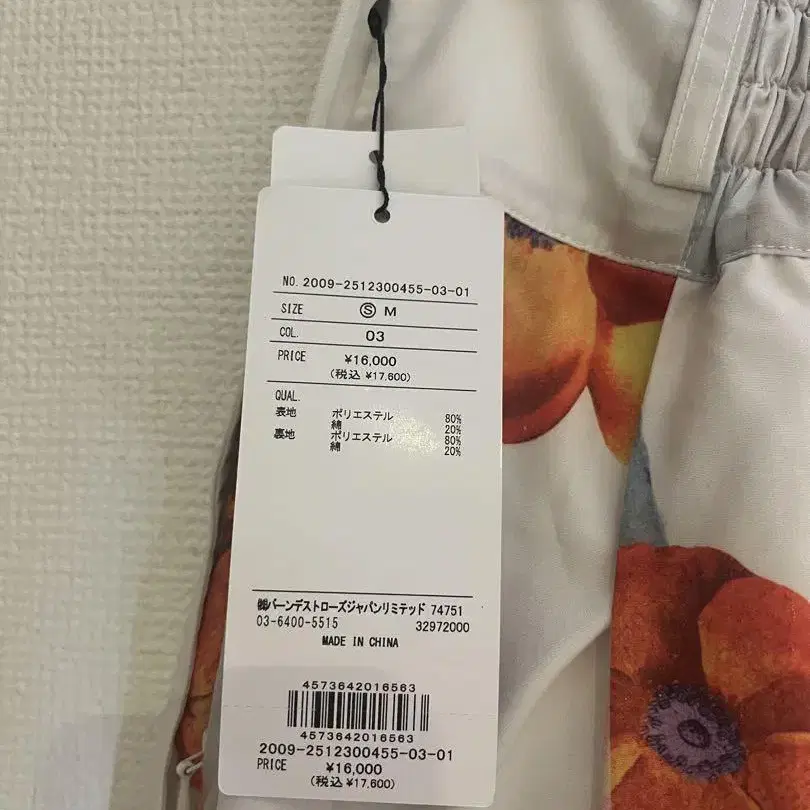 NO. 2009-2512300455-03-01
SIZE Ⓢ M
COL. 03
PRICE ¥16,000
(税込 ¥17,600)
QUAL.
表地 ポリエステル 80%
綿 20%
裏地 ポリエステル 80%
綿 20%
㈱バーンデストローズジャパンリミテッド 74751
03-6400-5515 32972000
MADE IN CHINA
4573642016563
4573642016563
2009-2512300455-03-01
PRICE ¥16,000
(税込 ¥17,600)